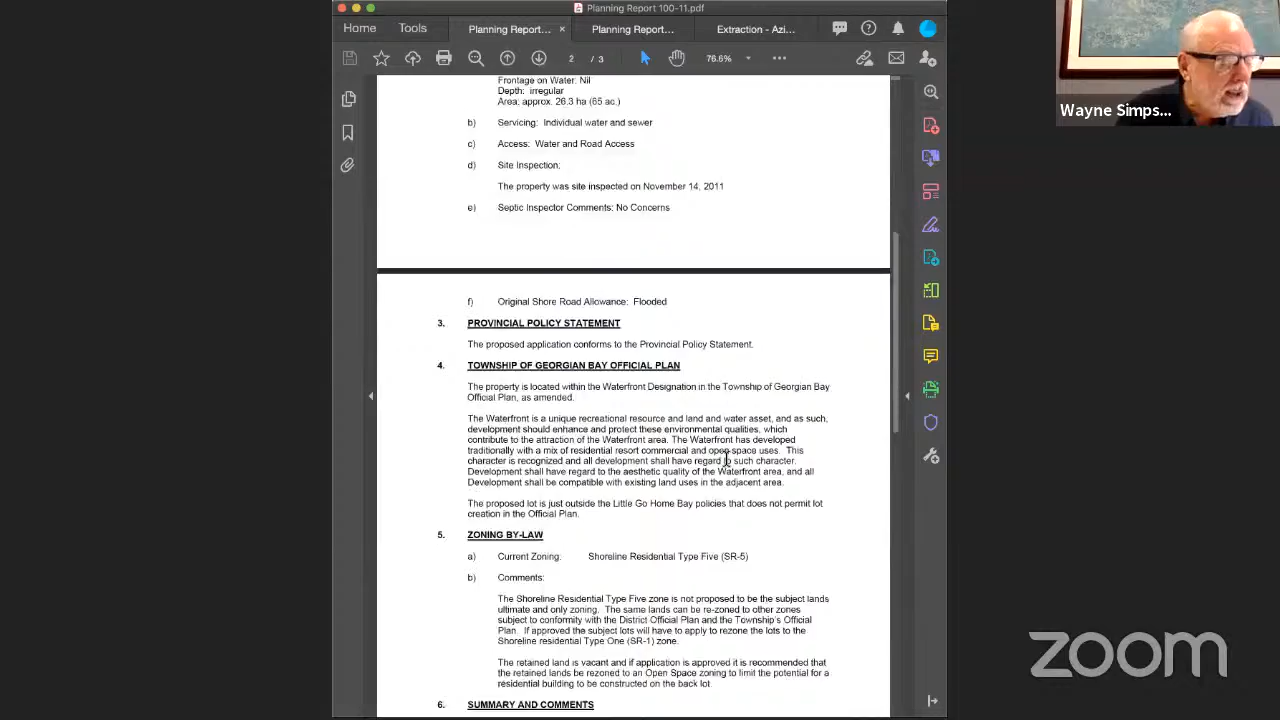 Planning Report 100-11.pdf
Home
Tools
Planning Report... ×
Planning Report...
Extraction - Azi...
2 / 3
76.6%
Wayne Simps...
Frontage on Water: Nil
Depth: irregular
Area: approx. 26.3 ha (65 ac.)
b) Servicing: Individual water and sewer
c) Access: Water and Road Access
d) Site Inspection:
The property was site inspected on November 14, 2011
e) Septic Inspector Comments: No Concerns
f) Original Shore Road Allowance: Flooded
3. PROVINCIAL POLICY STATEMENT
The proposed application conforms to the Provincial Policy Statement.
4. TOWNSHIP OF GEORGIAN BAY OFFICIAL PLAN
The property is located within the Waterfront Designation in the Township of Georgian Bay
Official Plan, as amended.
The Waterfront is a unique recreational resource and land and water asset, and as such,
development should enhance and protect these environmental qualities, which
contribute to the attraction of the Waterfront area. The Waterfront has developed
traditionally with a mix of residential resort commercial and open space uses. This
character is recognized and all development shall have regard to such character.
Development shall have regard to the aesthetic quality of the Waterfront area, and all
Development shall be compatible with existing land uses in the adjacent area.
The proposed lot is just outside the Little Go Home Bay policies that does not permit lot
creation in the Official Plan.
5. ZONING BY-LAW
a) Current Zoning: Shoreline Residential Type Five (SR-5)
b) Comments:
The Shoreline Residential Type Five zone is not proposed to be the subject lands
ultimate and only zoning. The same lands can be re-zoned to other zones
subject to conformity with the District Official Plan and the Township's Official
Plan. If approved the subject lots will have to apply to rezone the lots to the
Shoreline residential Type One (SR-1) zone.
The retained land is vacant and if application is approved it is recommended that
the retained lands be rezoned to an Open Space zoning to limit the potential for a
residential building to be constructed on the back lot.
6. SUMMARY AND COMMENTS
zoom